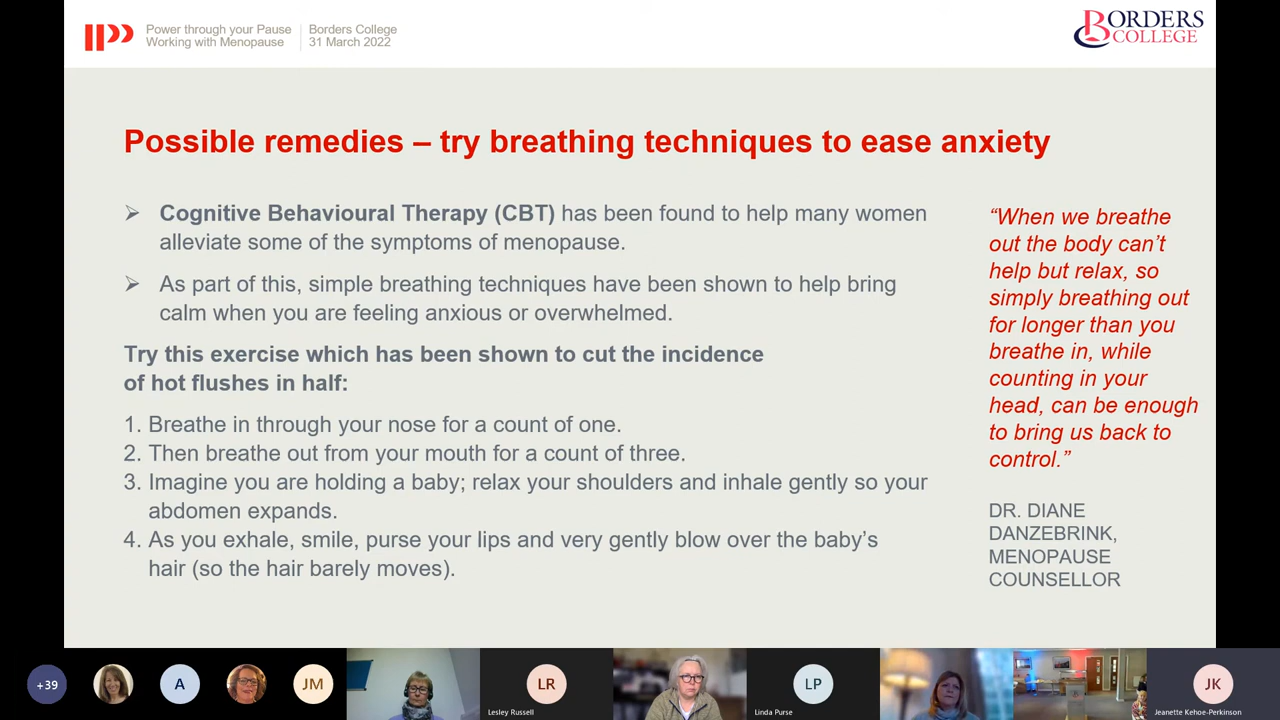 Power through your Pause
Working with Menopause
Borders College
31 March 2022
BORDERS
COLLEGE
Possible remedies – try breathing techniques to ease anxiety
➢ Cognitive Behavioural Therapy (CBT) has been found to help many women
alleviate some of the symptoms of menopause.
➢ As part of this, simple breathing techniques have been shown to help bring
calm when you are feeling anxious or overwhelmed.
Try this exercise which has been shown to cut the incidence
of hot flushes in half:
1. Breathe in through your nose for a count of one.
2. Then breathe out from your mouth for a count of three.
3. Imagine you are holding a baby; relax your shoulders and inhale gently so your
abdomen expands.
4. As you exhale, smile, purse your lips and very gently blow over the baby’s
hair (so the hair barely moves).
“When we breathe
out the body can’t
help but relax, so
simply breathing out
for longer than you
breathe in, while
counting in your
head, can be enough
to bring us back to
control.”
DR. DIANE
DANZEBRINK,
MENOPAUSE
COUNSELLOR
+39
A
JM
LR
Lesley Russell
LP
Linda Purse
JK
Jeanette Kehoe-Perkinson